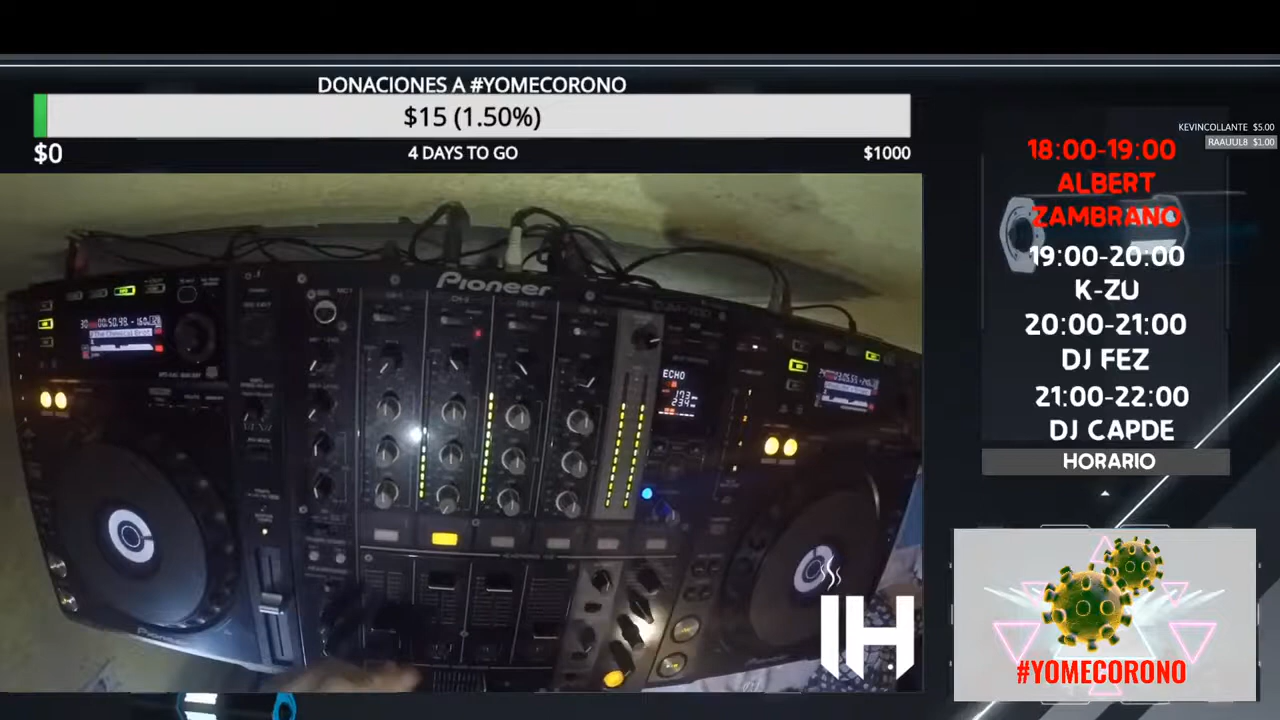 DONACIONES A #YOMECORONO
$15 (1.50%)
$0
4 DAYS TO GO
$1000
KEVINCOLLANTE $5.00
RAAUUL8 $1.00
18:00-19:00
ALBERT
ZAMBRANO
19:00-20:00
K-ZU
20:00-21:00
DJ FEZ
21:00-22:00
DJ CAPDE
HORARIO
Pioneer
ECHO
Pioneer
IH
#YOMECORONO